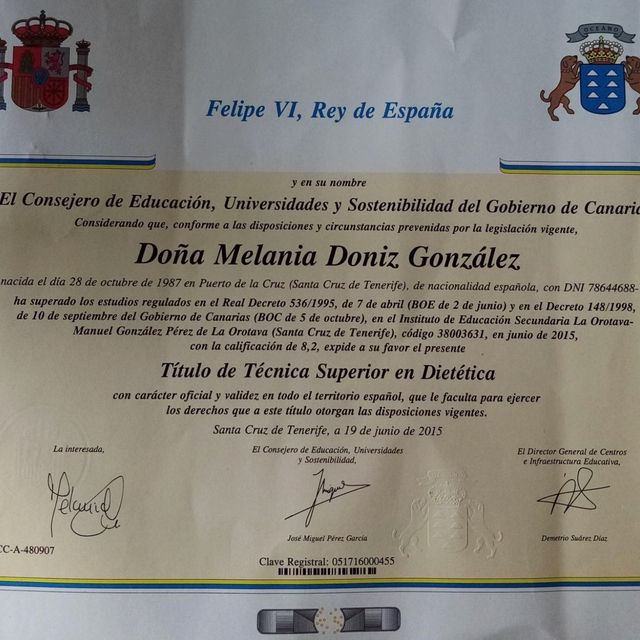 OCEANO
Felipe VI, Rey de España
y en su nombre
El Consejero de Educación, Universidades y Sostenibilidad del Gobierno de Canaria
Considerando que, conforme a las disposiciones y circunstancias prevenidas por la legislación vigente,
Doña Melania Doniz González
nacida el día 28 de octubre de 1987 en Puerto de la Cruz (Santa Cruz de Tenerife), de nacionalidad española, con DNI 78644688-
ha superado los estudios regulados en el Real Decreto 536/1995, de 7 de abril (BOE de 2 de junio) y en el Decreto 148/1998,
de 10 de septiembre del Gobierno de Canarias (BOC de 5 de octubre), en el Instituto de Educación Secundaria La Orotava-
Manuel González Pérez de La Orotava (Santa Cruz de Tenerife), código 38003631, en junio de 2015,
con la calificación de 8,2, expide a su favor el presente
Título de Técnica Superior en Dietética
con carácter oficial y validez en todo el territorio español, que le faculta para ejercer
los derechos que a este título otorgan las disposiciones vigentes.
Santa Cruz de Tenerife, a 19 de junio de 2015
La interesada,
El Consejero de Educación, Universidades
y Sostenibilidad,
El Director General de Centros
e Infraestructura Educativa,
Melania
José Miguel Pérez García
Demetrio Suárez Díaz
CC-A-480907
Clave Registral: 051716000455